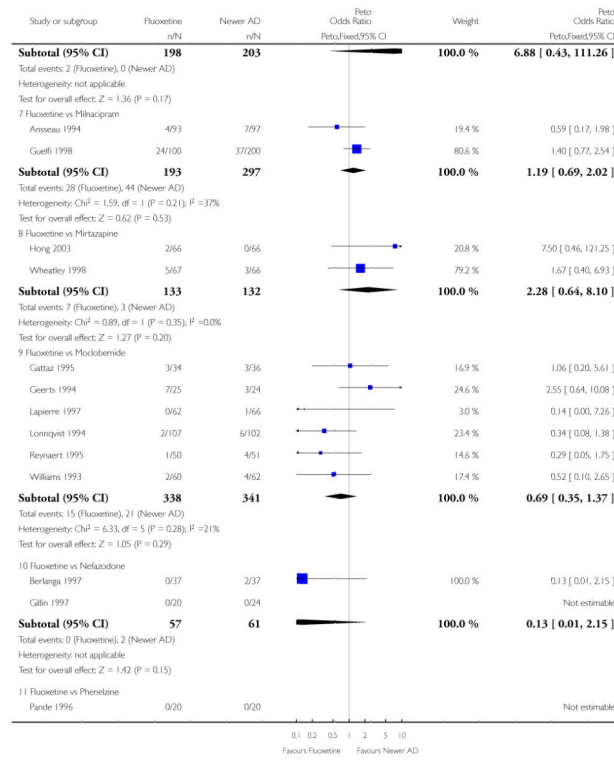 Peto Peto
Study or subgroup Fluoxetine Newer AD Odds Ratio Weight Odds Ratio
n/N n/N Peto,Fixed,95% CI Peto,Fixed,95% CI
Subtotal (95% CI) 198 203 100.0 % 6.88 [ 0.43, 111.26 ]
Total events: 2 (Fluoxetine), 0 (Newer AD)
Heterogeneity: not applicable
Test for overall effect: Z = 1.36 (P = 0.17)
7 Fluoxetine vs Milnacipram
Ansseau 1994 4/93 7/97 19.4 % 0.59 [ 0.17, 1.98 ]
Guelfi 1998 24/100 37/200 80.6 % 1.40 [ 0.77, 2.54 ]
Subtotal (95% CI) 193 297 100.0 % 1.19 [ 0.69, 2.02 ]
Total events: 28 (Fluoxetine), 44 (Newer AD)
Heterogeneity: Chi² = 1.59, df = 1 (P = 0.21); I² =37%
Test for overall effect: Z = 0.62 (P = 0.53)
8 Fluoxetine vs Mirtazapine
Hong 2003 2/66 0/66 20.8 % 7.50 [ 0.46, 121.25 ]
Wheatley 1998 5/67 3/66 79.2 % 1.67 [ 0.40, 6.93 ]
Subtotal (95% CI) 133 132 100.0 % 2.28 [ 0.64, 8.10 ]
Total events: 7 (Fluoxetine), 3 (Newer AD)
Heterogeneity: Chi² = 0.89, df = 1 (P = 0.35); I² =0.0%
Test for overall effect: Z = 1.27 (P = 0.20)
9 Fluoxetine vs Moclobemide
Gattaz 1995 3/34 3/36 16.9 % 1.06 [ 0.20, 5.61 ]
Geerts 1994 7/25 3/24 24.6 % 2.55 [ 0.64, 10.08 ]
Lapierre 1997 0/62 1/66 3.0 % 0.14 [ 0.00, 7.26 ]
Lonnqvist 1994 2/107 6/102 23.4 % 0.34 [ 0.08, 1.38 ]
Reynaert 1995 1/50 4/51 14.6 % 0.29 [ 0.05, 1.75 ]
Williams 1993 2/60 4/62 17.4 % 0.52 [ 0.10, 2.65 ]
Subtotal (95% CI) 338 341 100.0 % 0.69 [ 0.35, 1.37 ]
Total events: 15 (Fluoxetine), 21 (Newer AD)
Heterogeneity: Chi² = 6.33, df = 5 (P = 0.28); I² =21%
Test for overall effect: Z = 1.05 (P = 0.29)
10 Fluoxetine vs Nefazodone
Berlanga 1997 0/37 2/37 100.0 % 0.13 [ 0.01, 2.15 ]
Gillin 1997 0/20 0/24 Not estimable
Subtotal (95% CI) 57 61 100.0 % 0.13 [ 0.01, 2.15 ]
Total events: 0 (Fluoxetine), 2 (Newer AD)
Heterogeneity: not applicable
Test for overall effect: Z = 1.42 (P = 0.15)
11 Fluoxetine vs Phenelzine
Pande 1996 0/20 0/20 Not estimable
0.1 0.2 0.5 1 2 5 10
Favours Fluoxetine Favours Newer AD